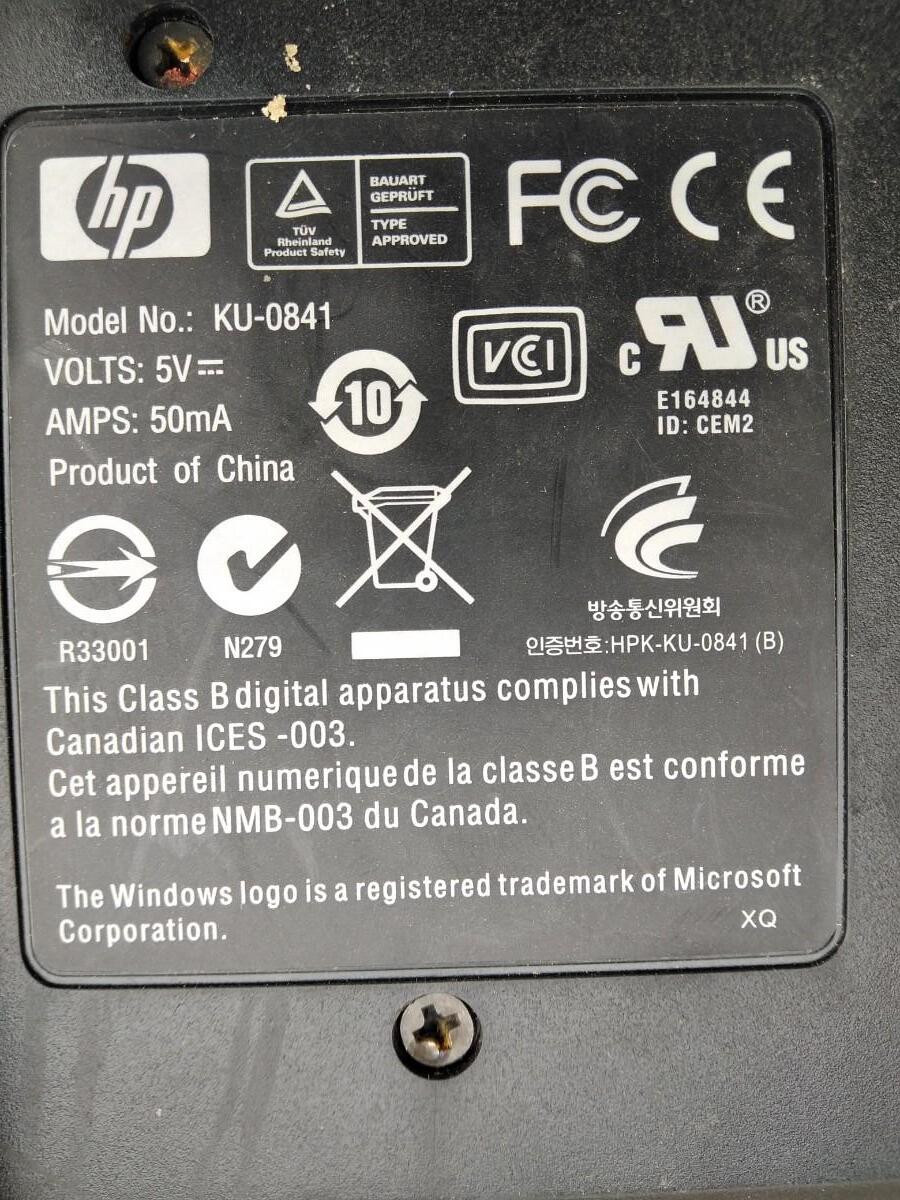 hp
TÜV
Rheinland
Product Safety
BAUART
GEPRÜFT
TYPE
APPROVED
FC CE
Model No.: KU-0841
VOLTS: 5V
AMPS: 50mA
10
VCI
c RU ® US
E164844
ID: CEM2
Product of China
R33001
N279
방송통신위원회
인증번호:HPK-KU-0841 (B)
This Class B digital apparatus complies with
Canadian ICES -003.
Cet appereil numerique de la classe B est conforme
a la norme NMB-003 du Canada.
The Windows logo is a registered trademark of Microsoft
Corporation.
XQ